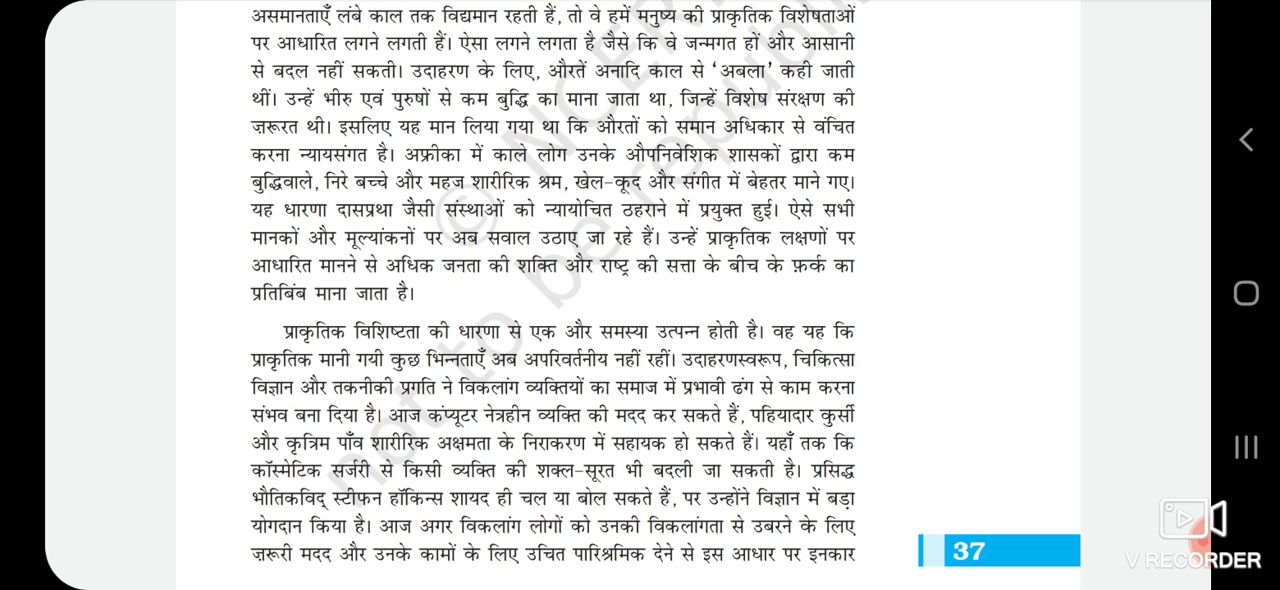 असमानताएँ लंबे काल तक विद्यमान रहती हैं, तो वे हमें मनुष्य की प्राकृतिक विशेषताओं
पर आधारित लगने लगती हैं। ऐसा लगने लगता है जैसे कि वे जन्मगत हों और आसानी
से बदल नहीं सकती। उदाहरण के लिए, औरतें अनादि काल से ‘अबला’ कही जाती
थीं। उन्हें भीरु एवं पुरुषों से कम बुद्धि का माना जाता था, जिन्हें विशेष संरक्षण की
ज़रूरत थी। इसलिए यह मान लिया गया था कि औरतों को समान अधिकार से वंचित
करना न्यायसंगत है। अफ्रीका में काले लोग उनके औपनिवेशिक शासकों द्वारा कम
बुद्धिवाले, निरे बच्चे और महज शारीरिक श्रम, खेल-कूद और संगीत में बेहतर माने गए।
यह धारणा दासप्रथा जैसी संस्थाओं को न्यायोचित ठहराने में प्रयुक्त हुई। ऐसे सभी
मानकों और मूल्यांकनों पर अब सवाल उठाए जा रहे हैं। उन्हें प्राकृतिक लक्षणों पर
आधारित मानने से अधिक जनता की शक्ति और राष्ट्र की सत्ता के बीच के फ़र्क का
प्रतिबिंब माना जाता है।
प्राकृतिक विशिष्टता की धारणा से एक और समस्या उत्पन्न होती है। वह यह कि
प्राकृतिक मानी गयी कुछ भिन्नताएँ अब अपरिवर्तनीय नहीं रहीं। उदाहरणस्वरूप, चिकित्सा
विज्ञान और तकनीकी प्रगति ने विकलांग व्यक्तियों का समाज में प्रभावी ढंग से काम करना
संभव बना दिया है। आज कंप्यूटर नेत्रहीन व्यक्ति की मदद कर सकते हैं, पहियादार कुर्सी
और कृत्रिम पाँव शारीरिक अक्षमता के निराकरण में सहायक हो सकते हैं। यहाँ तक कि
कॉस्मेटिक सर्जरी से किसी व्यक्ति की शक्ल-सूरत भी बदली जा सकती है। प्रसिद्ध
भौतिकविद् स्टीफन हॉकिन्स शायद ही चल या बोल सकते हैं, पर उन्होंने विज्ञान में बड़ा
योगदान किया है। आज अगर विकलांग लोगों को उनकी विकलांगता से उबरने के लिए
ज़रूरी मदद और उनके कामों के लिए उचित पारिश्रमिक देने से इस आधार पर इनकार
37
© NCERT
not to be republi
V RECORDER